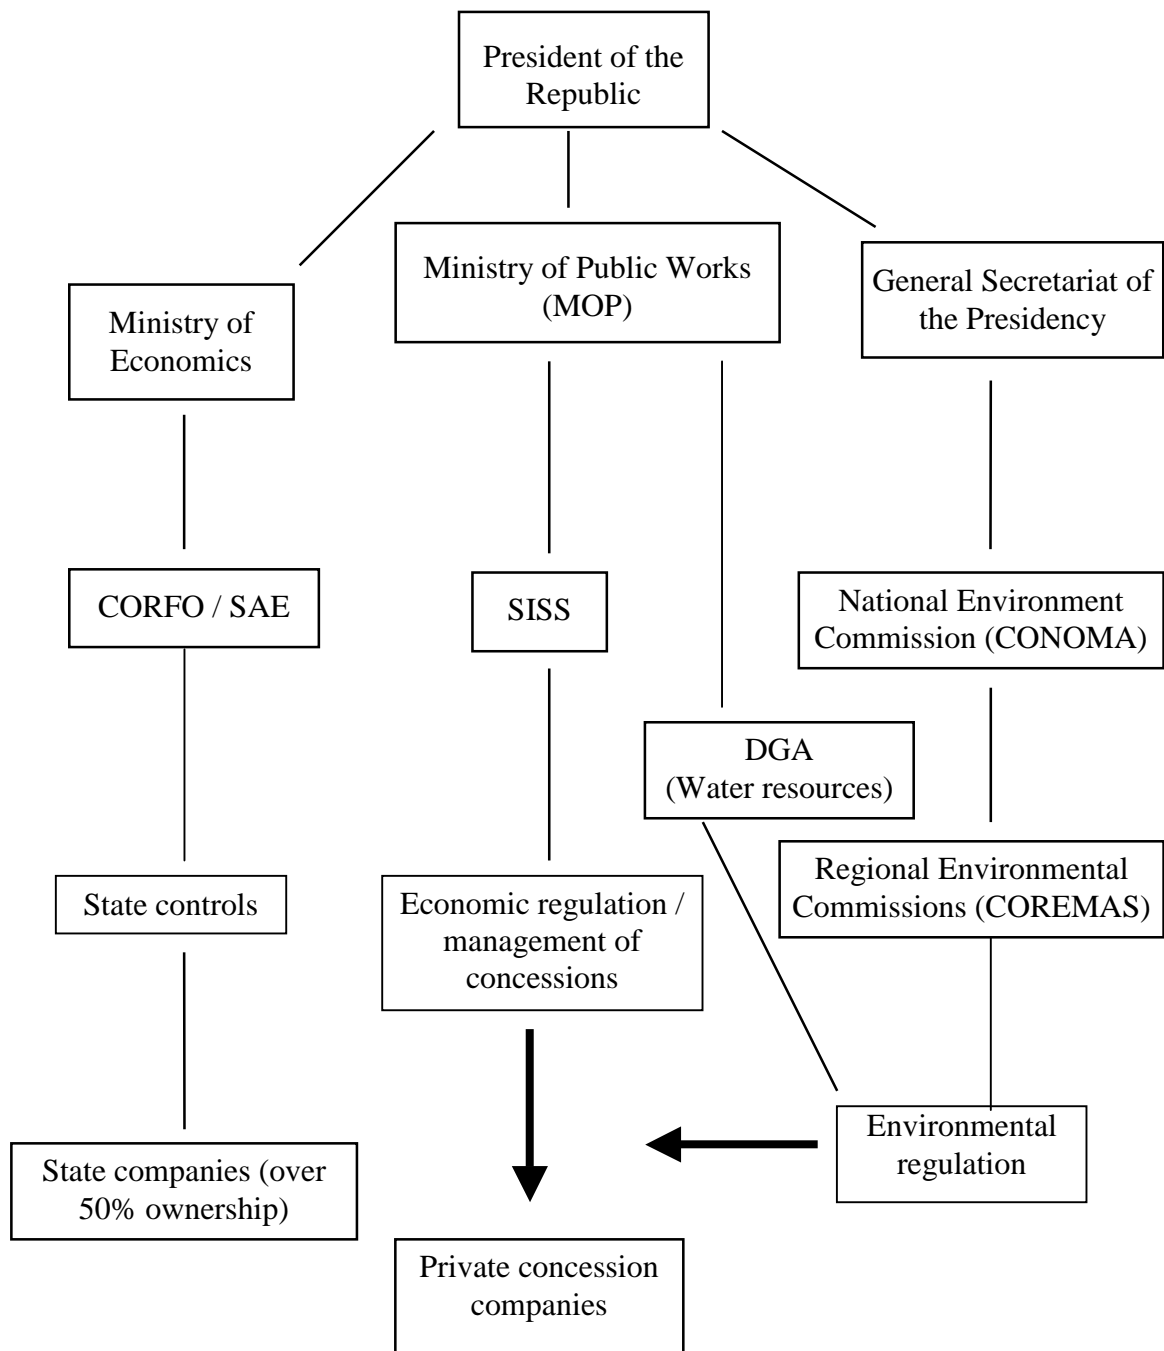 President of the
Republic
Ministry of Public Works
(MOP)
General Secretariat of
the Presidency
Ministry of
Economics
CORFO / SAE
SISS
National Environment
Commission (CONOMA)
DGA
(Water resources)
Regional Environmental
Commissions (COREMAS)
State controls
Economic regulation /
management of
concessions
Environmental
regulation
State companies (over
50% ownership)
Private concession
companies